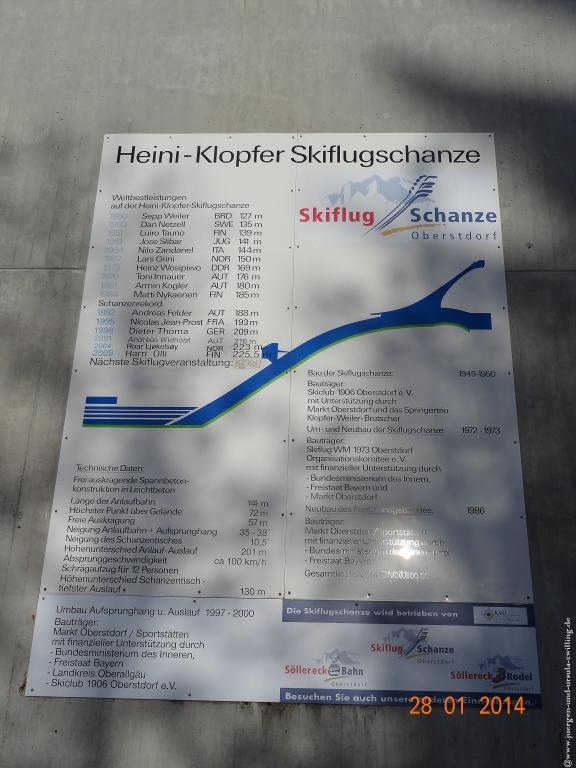 Heini-Klopfer Skiflugschanze
Skiflug Schanze
Oberstdorf
Weltbestleistungen
auf der Heini-Klopfer-Skiflugschanze
1950 Sepp Weiler BRD 127 m
1950 Dan Netzell SWE 135 m
1951 Luiro Tauno FIN 139 m
1961 Jose Slibar JUG 141 m
1964 Nilo Zandanel ITA 144 m
1967 Lars Grini NOR 150 m
1973 Heinz Wosipiwo DDR 169 m
1976 Toni Innauer AUT 176 m
1981 Armin Kogler AUT 180 m
1984 Matti Nykaenen FIN 185 m
Schanzenrekord
1992 Andreas Felder AUT 188 m
1995 Nicolas Jean-Prost FRA 193 m
1998 Dieter Thoma GER 209 m
2001 Andreas Widhölzl AUT
2004 Roar Ljøkelsøy NOR 223 m
2009 Harri Olli FIN 225.5 m
Nächste Skiflugveranstaltung:
Bau der Skiflugschanze: 1949-1950
Bauträger:
Skiclub 1906 Oberstdorf e.V.
mit Unterstützung durch
Markt Oberstdorf und das Springertrio
Klopfer-Weiler-Brutscher
Um- und Neubau der Skiflugschanze: 1972 -1973
Bauträger:
Skiflug WM 1973 Oberstdorf
Organisationskomitee e.V.
mit finanzieller Unterstützung durch
- Bundesministerium des Innern,
- Freistaat Bayern und
- Markt Oberstdorf
Neubau des 1986
Bauträger:
Markt Oberstdorf/Sportstätten
mit finanzieller Unterstützung durch
- Bundesministerium des Innern
- Freistaat Bayern
Technische Daten:
Frei auskragende Spannbeton-
konstruktion in Leichtbeton
Länge der Anlaufbahn 141 m
Höchster Punkt über Gelände 72 m
Freie Auskragung 57 m
Neigung Anlaufbahn + Aufsprunghang 35 - 38°
Neigung des Schanzentisches 10,5°
Höhenunterschied Anlauf-Auslauf 201 m
Absprunggeschwindigkeit ca 100 km/h
Schrägaufzug für 12 Personen
Höhenunterschied Schanzentisch -
tiefster Auslauf 130 m
Umbau Aufsprunghang u. Auslauf 1997 - 2000
Bauträger:
Markt Oberstdorf / Sportstätten
mit finanzieller Unterstützung durch
- Bundesministerium des Inneren,
- Freistaat Bayern
- Landkreis Oberallgäu
- Skiclub 1906 Oberstdorf e.V.
Die Skiflugschanze wird betrieben von
Skiflug Schanze
Oberstdorf
Söllereck Bahn
Oberstdorf
Söllereck Rodel
Besuchen Sie auch unsere anderen
28 01 2014
@www.juergen-und-ursula-zwilling.de